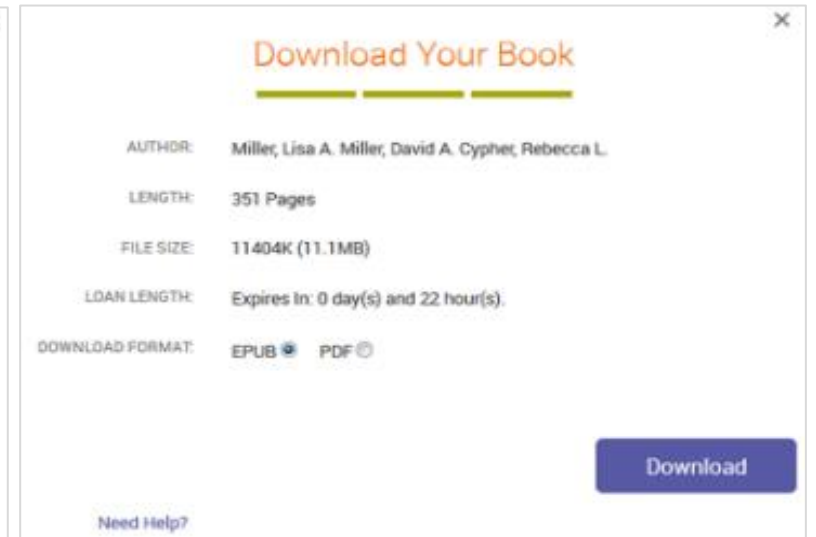 Download Your Book
AUTHOR: Miller, Lisa A. Miller, David A. Cypher, Rebecca L.
LENGTH: 351 Pages
FILE SIZE: 11404K (11.1MB)
LOAN LENGTH: Expires In: 0 day(s) and 22 hour(s).
DOWNLOAD FORMAT: EPUB PDF
Download
Need Help?